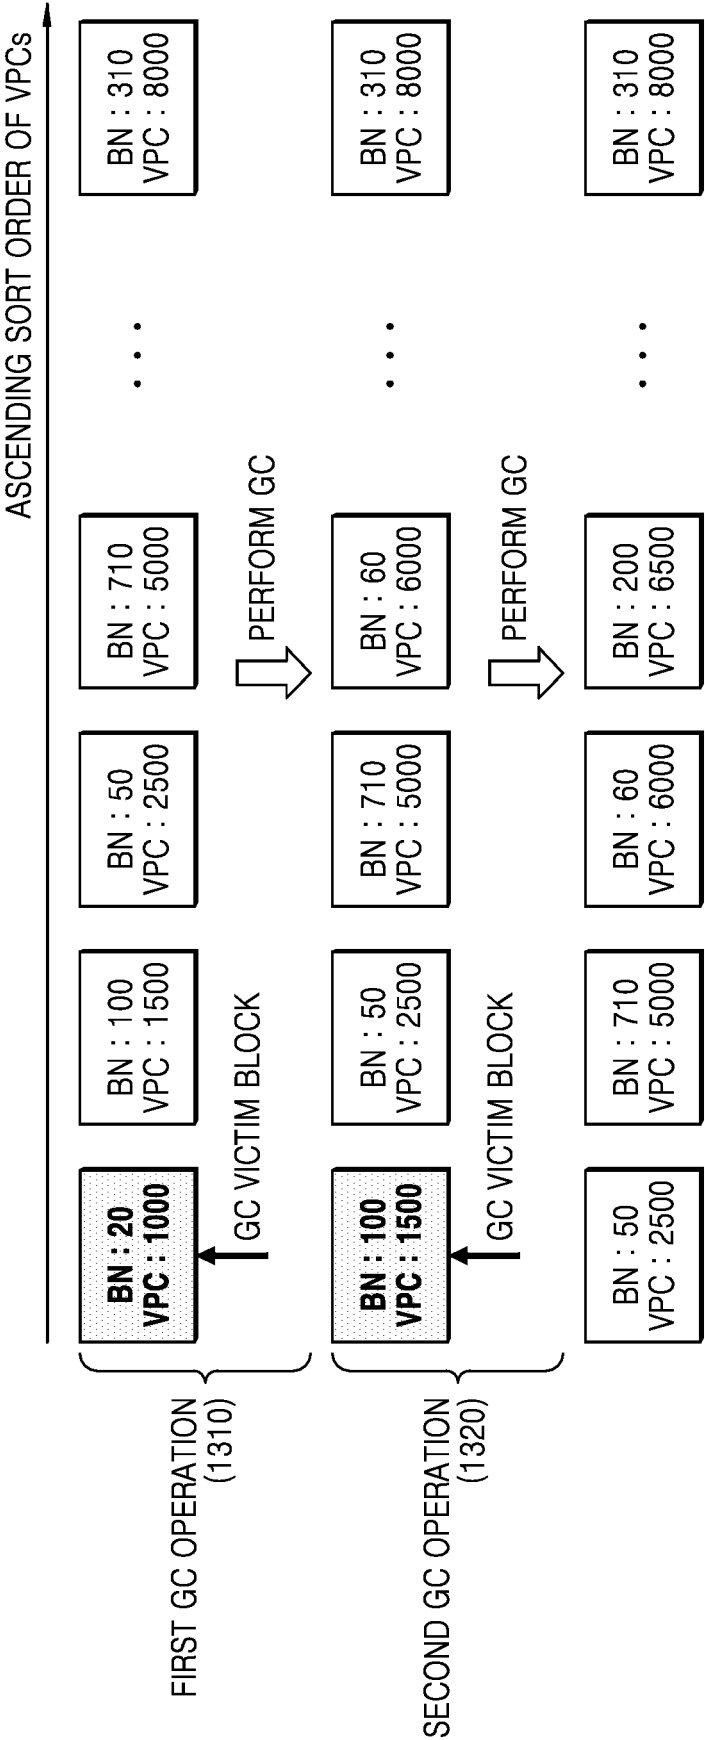 ASCENDING SORT ORDER OF VPCs
BN : 20
VPC : 1000
BN : 100
VPC : 1500
BN : 50
VPC : 2500
BN : 710
VPC : 5000
• • •
BN : 310
VPC : 8000
FIRST GC OPERATION
(1310)
GC VICTIM BLOCK
PERFORM GC
BN : 100
VPC : 1500
BN : 50
VPC : 2500
BN : 710
VPC : 5000
BN : 60
VPC : 6000
• • •
BN : 310
VPC : 8000
SECOND GC OPERATION
(1320)
GC VICTIM BLOCK
PERFORM GC
BN : 50
VPC : 2500
BN : 710
VPC : 5000
BN : 60
VPC : 6000
BN : 200
VPC : 6500
• • •
BN : 310
VPC : 8000